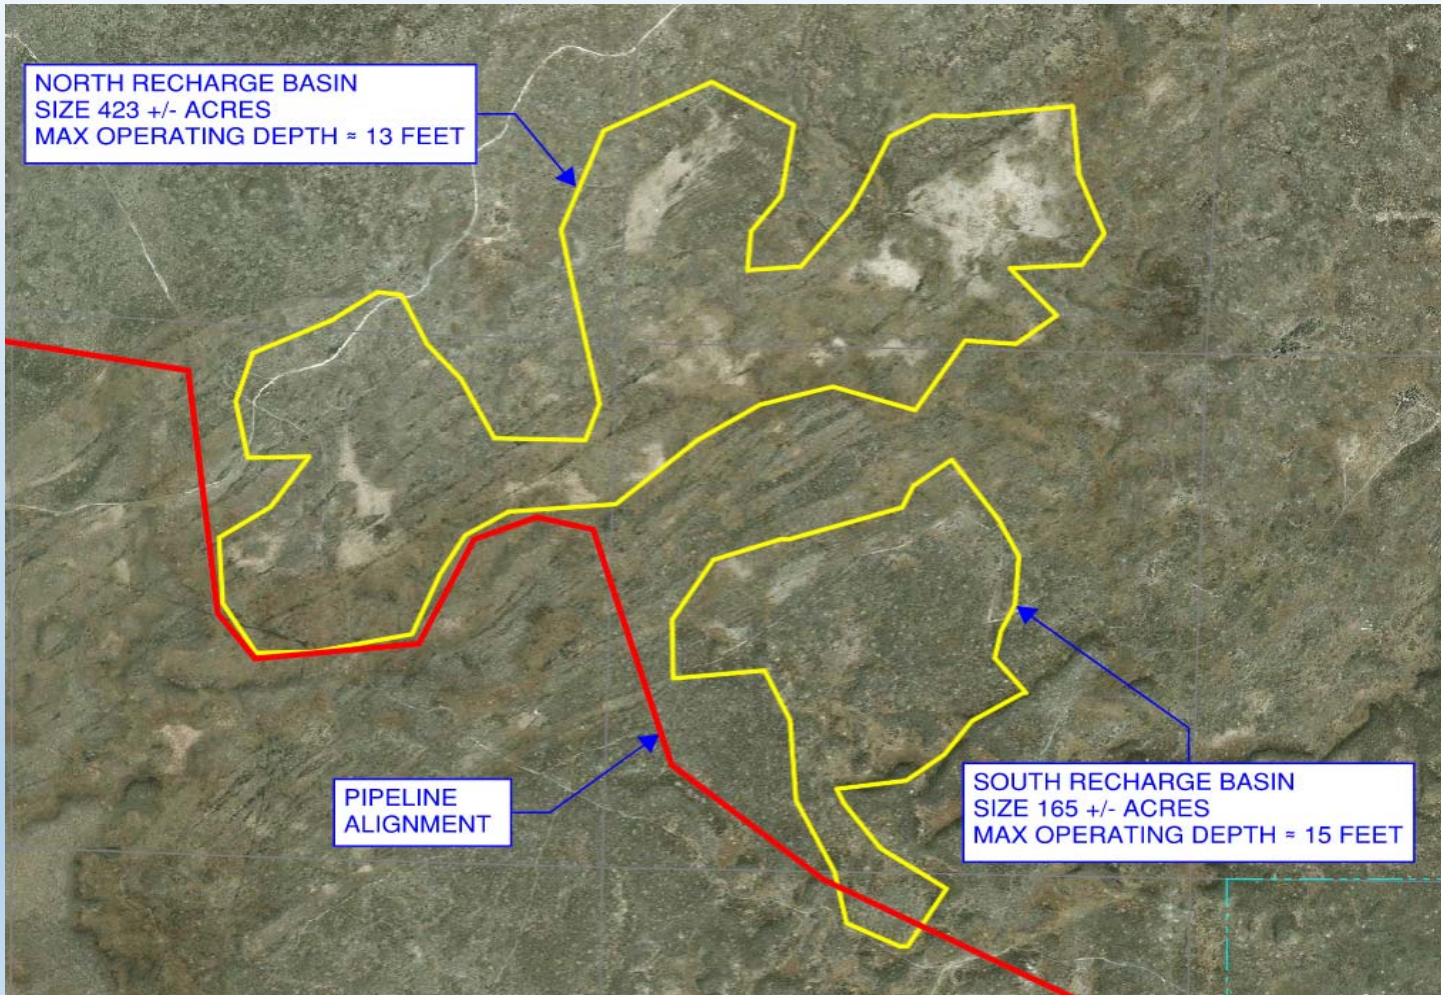 NORTH RECHARGE BASIN
SIZE 423 +/- ACRES
MAX OPERATING DEPTH ≈ 13 FEET
PIPELINE
ALIGNMENT
SOUTH RECHARGE BASIN
SIZE 165 +/- ACRES
MAX OPERATING DEPTH ≈ 15 FEET